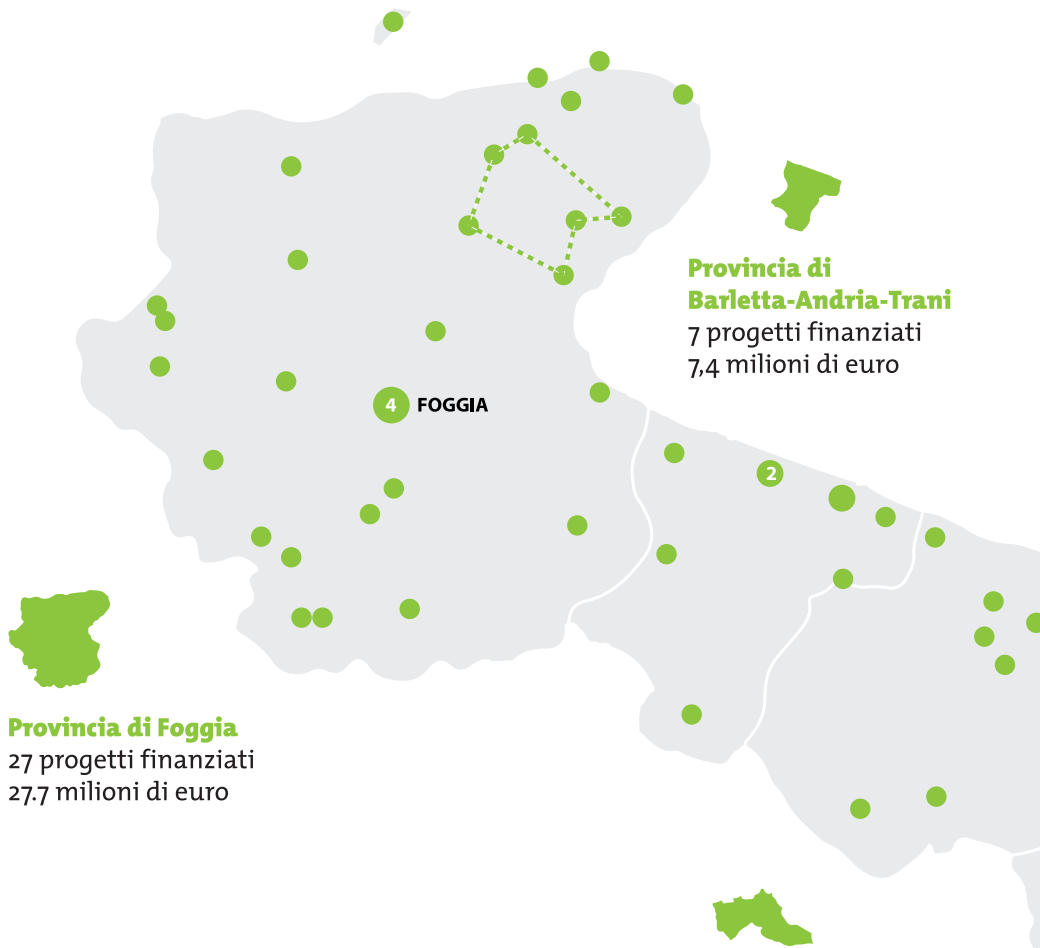 Provincia di
Barletta-Andria-Trani
7 progetti finanziati
7,4 milioni di euro
4 FOGGIA
2
Provincia di Foggia
27 progetti finanziati
27.7 milioni di euro